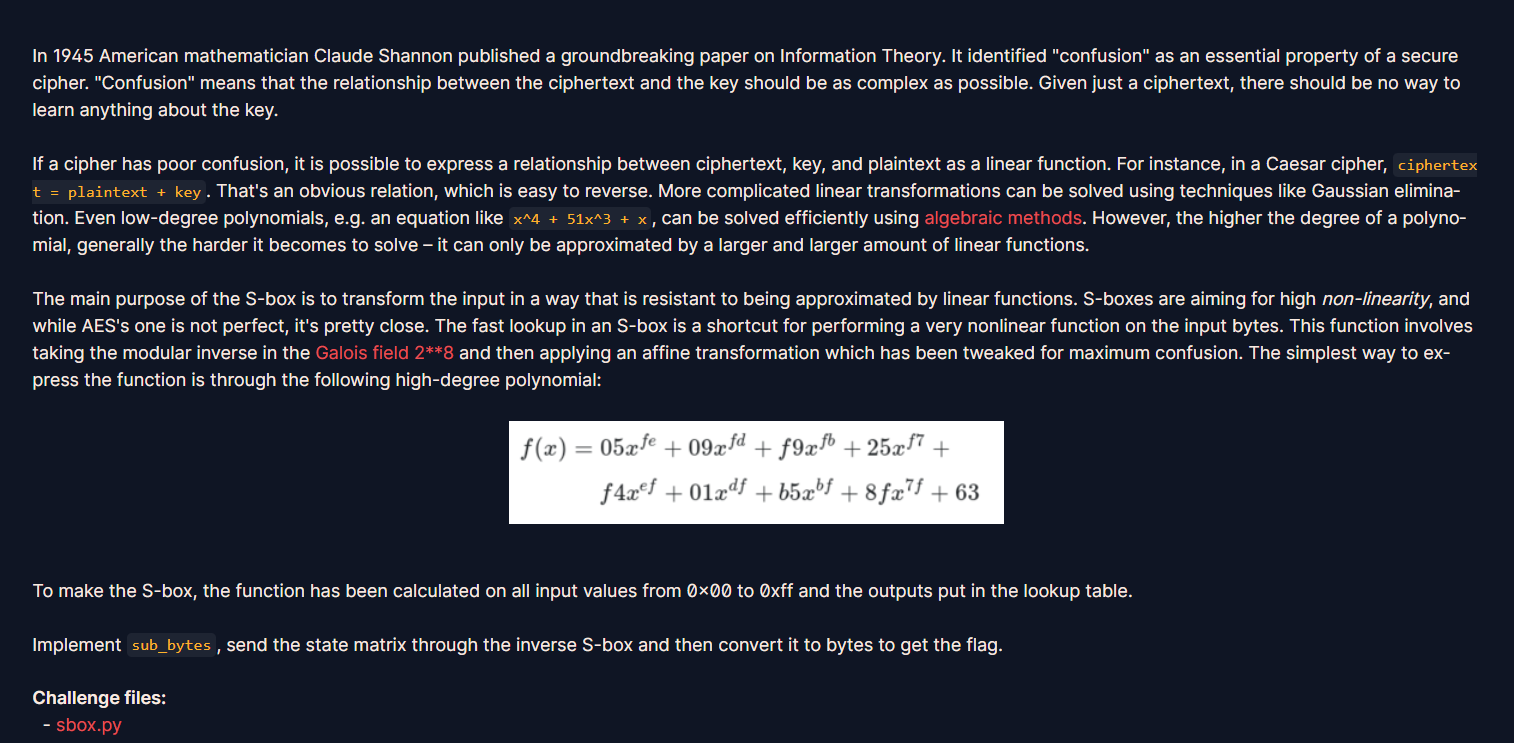 In 1945 American mathematician Claude Shannon published a groundbreaking paper on Information Theory. It identified "confusion" as an essential property of a secure
cipher. "Confusion" means that the relationship between the ciphertext and the key should be as complex as possible. Given just a ciphertext, there should be no way to
learn anything about the key.
If a cipher has poor confusion, it is possible to express a relationship between ciphertext, key, and plaintext as a linear function. For instance, in a Caesar cipher, ciphertex
t = plaintext + key. That's an obvious relation, which is easy to reverse. More complicated linear transformations can be solved using techniques like Gaussian elimina-
tion. Even low-degree polynomials, e.g. an equation like x^4 + 51x^3 + x, can be solved efficiently using algebraic methods. However, the higher the degree of a polyno-
mial, generally the harder it becomes to solve – it can only be approximated by a larger and larger amount of linear functions.
The main purpose of the S-box is to transform the input in a way that is resistant to being approximated by linear functions. S-boxes are aiming for high non-linearity, and
while AES's one is not perfect, it's pretty close. The fast lookup in an S-box is a shortcut for performing a very nonlinear function on the input bytes. This function involves
taking the modular inverse in the Galois field 2**8 and then applying an affine transformation which has been tweaked for maximum confusion. The simplest way to ex-
press the function is through the following high-degree polynomial:
f(x) = 05x^{fe} + 09x^{fd} + f9x^{fb} + 25x^{f7} +
f4x^{ef} + 01x^{df} + b5x^{bf} + 8fx^{7f} + 63
To make the S-box, the function has been calculated on all input values from 0×00 to 0xff and the outputs put in the lookup table.
Implement sub_bytes, send the state matrix through the inverse S-box and then convert it to bytes to get the flag.
Challenge files:
- sbox.py